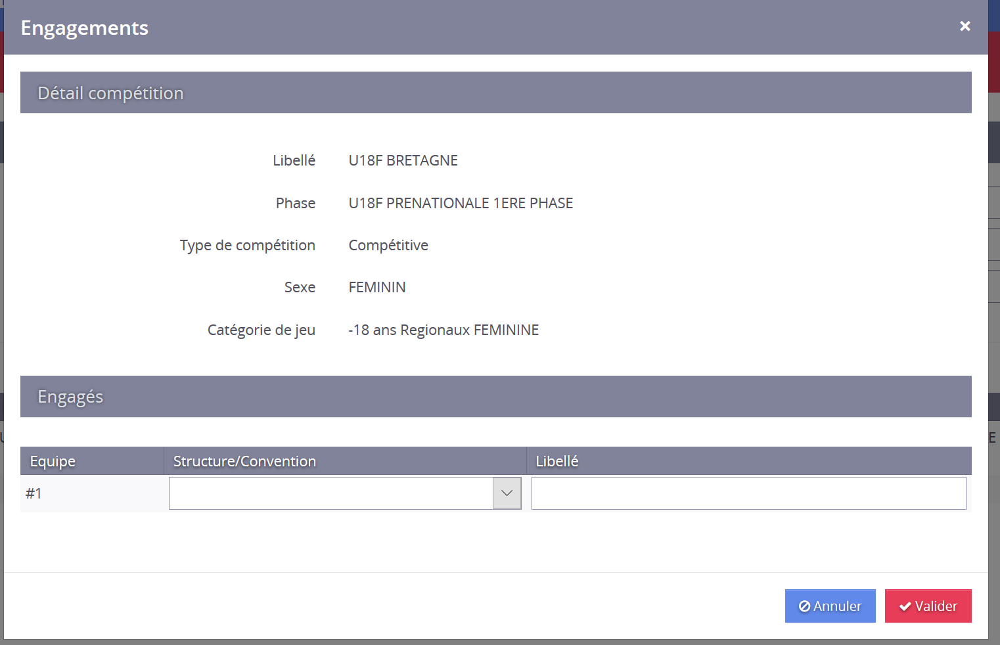 Engagements
Détail compétition
Libellé U18F BRETAGNE
Phase U18F PRENATIONALE 1ERE PHASE
Type de compétition Compétitive
Sexe FEMININ
Catégorie de jeu -18 ans Regionaux FEMININE
Engagés
Equipe Structure/Convention Libellé
#1
Annuler Valider